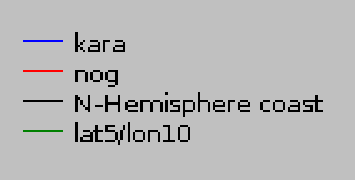 kara
nog
N-Hemisphere coast
lat5/lon10